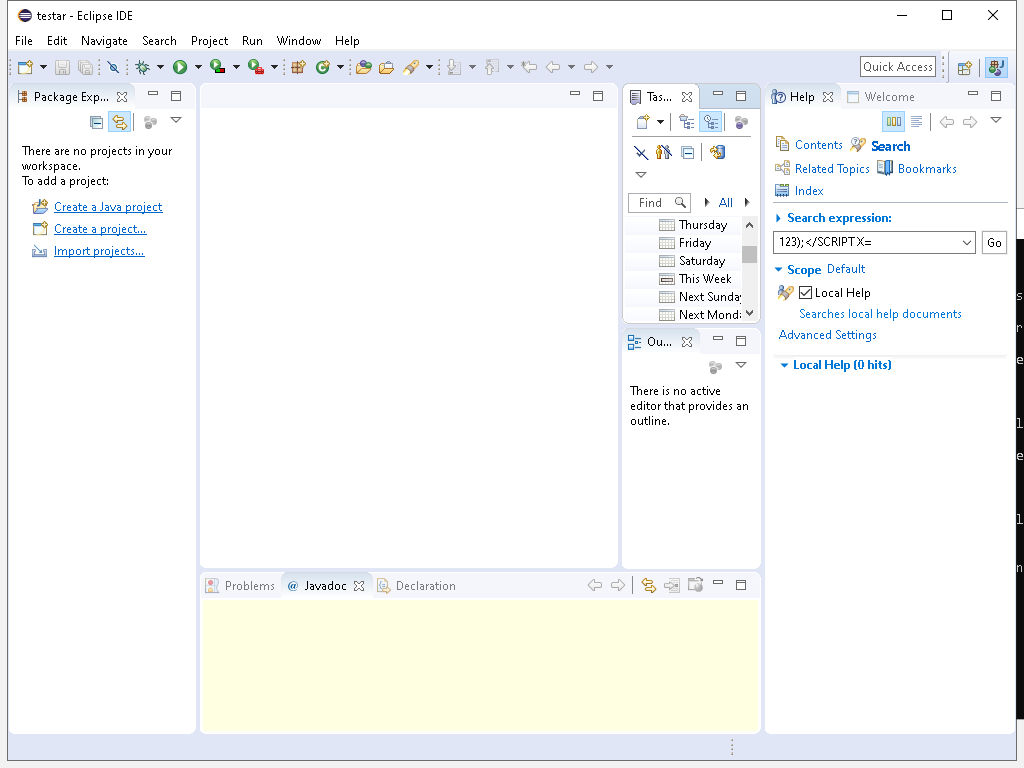 testar - Eclipse IDE
File Edit Navigate Search Project Run Window Help
Quick Access
Package Exp...
There are no projects in your
workspace.
To add a project:
Create a Java project
Create a project...
Import projects...
Tas...
Find
All
Thursday
Friday
Saturday
This Week
Next Sunday
Ou...
There is no active
editor that provides an
outline.
Help Welcome
Contents Search
Related Topics Bookmarks
Index
Search expression:
123);</SCRIPTX=
Go
Scope Default
Local Help
Searches local help documents
Advanced Settings
Local Help (0 hits)
Problems @ Javadoc Declaration